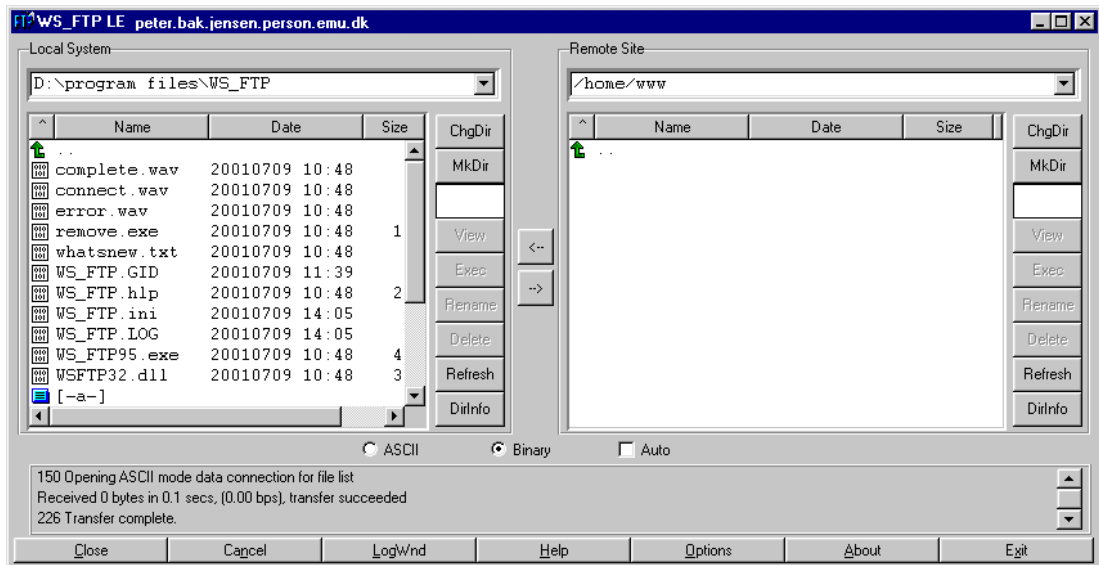 WS_FTP LE peter.bak.jensen.person.emu.dk
Local System
D:\program files\WS_FTP
^ Name Date Size
..
complete.wav 20010709 10:48
connect.wav 20010709 10:48
error.wav 20010709 10:48
remove.exe 20010709 10:48 1
whatsnew.txt 20010709 10:48
WS_FTP.GID 20010709 11:39
WS_FTP.hlp 20010709 10:48 2
WS_FTP.ini 20010709 14:05
WS_FTP.LOG 20010709 14:05
WS_FTP95.exe 20010709 10:48 4
WSFTP32.dll 20010709 10:48 3
[-a-]
ChgDir
MkDir
View
Exec
Rename
Delete
Refresh
DirInfo
<--
-->
Remote Site
/home/www
^ Name Date Size
..
ChgDir
MkDir
View
Exec
Rename
Delete
Refresh
DirInfo
ASCII Binary Auto
150 Opening ASCII mode data connection for file list
Received 0 bytes in 0.1 secs, (0.00 bps), transfer succeeded
226 Transfer complete.
Close Cancel LogWnd Help Options About Exit